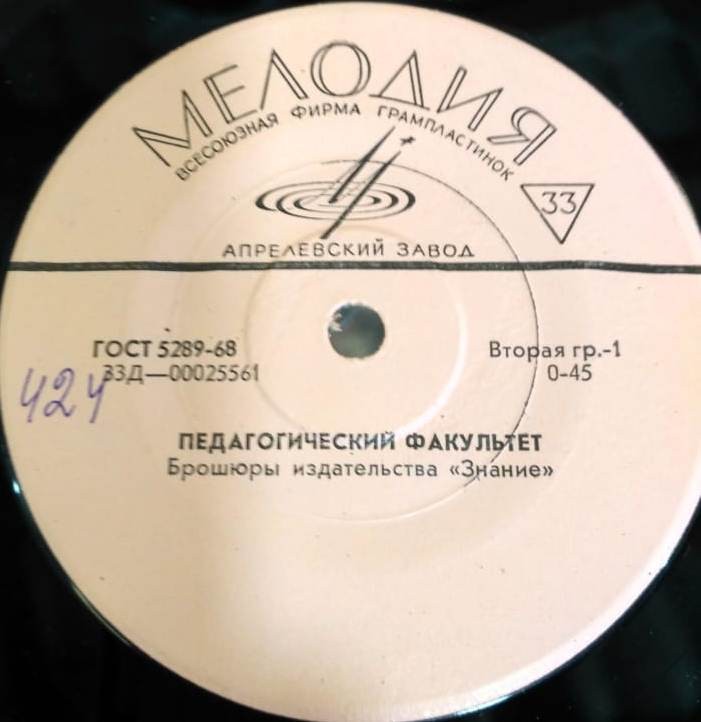 МЕЛОДИЯ
ВСЕСОЮЗНАЯ ФИРМА ГРАМПЛАСТИНОК
33
АПРЕЛЕВСКИЙ ЗАВОД
ГОСТ 5289-68
Вторая гр.-1
33Д—00025561
0-45
424
ПЕДАГОГИЧЕСКИЙ ФАКУЛЬТЕТ
Брошюры издательства «Знание»